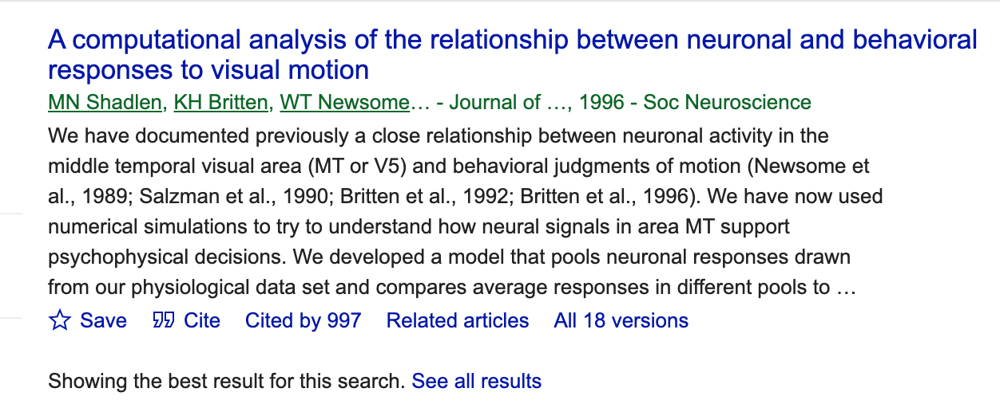 A computational analysis of the relationship between neuronal and behavioral
responses to visual motion
MN Shadlen, KH Britten, WT Newsome… - Journal of …, 1996 - Soc Neuroscience
We have documented previously a close relationship between neuronal activity in the
middle temporal visual area (MT or V5) and behavioral judgments of motion (Newsome et
al., 1989; Salzman et al., 1990; Britten et al., 1992; Britten et al., 1996). We have now used
numerical simulations to try to understand how neural signals in area MT support
psychophysical decisions. We developed a model that pools neuronal responses drawn
from our physiological data set and compares average responses in different pools to …
Save Cite Cited by 997 Related articles All 18 versions
Showing the best result for this search. See all results